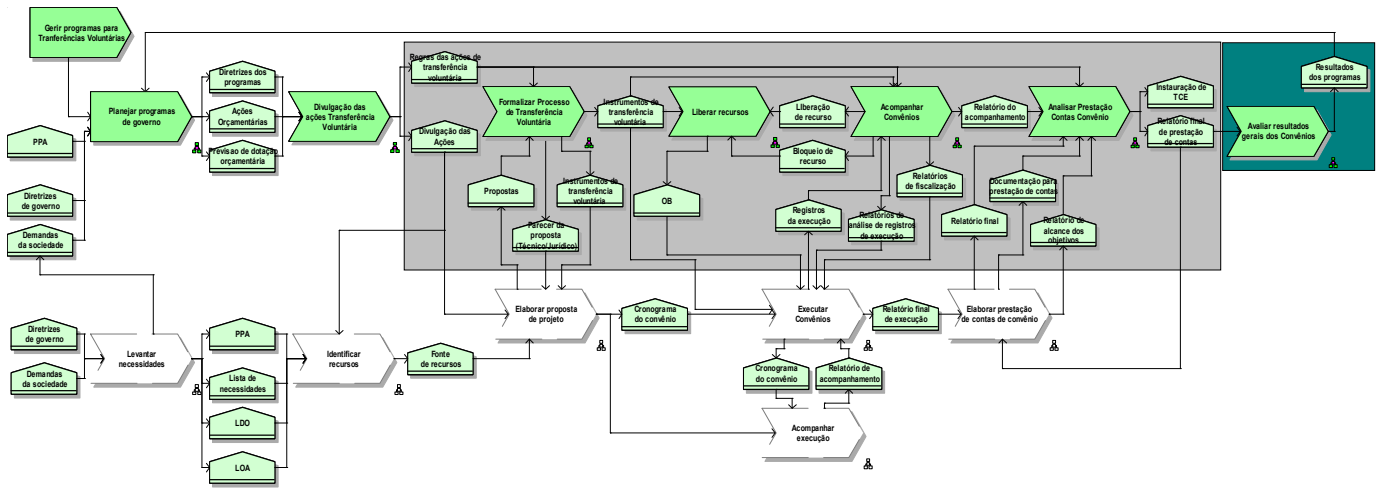 Gerir programas para
Tranferências Voluntárias
Planejar programas
de governo
PPA
Diretrizes
de governo
Demandas
da sociedade
Diretrizes dos
programas
Ações
Orçamentárias
Previsao de dotação
orçamentária
Divulgação das
ações Transferência
Voluntária
Regras das ações de
transferência
voluntária
Divulgação das
Ações
Formalizar Processo
de Transferência
Voluntária
Instrumentos de
transferência
voluntária
Liberar recursos
LIberação
de recurso
Bloqueio de
recurso
Acompanhar
Convênios
Relatório do
acompanhamento
Analisar Prestação
Contas Convênio
Instauração de
TCE
Relatório final
de prestação
de contas
Avaliar resultados
gerais dos Convênios
Resultados
dos programas
Propostas
Parecer da
proposta
(Técnico/Jurídico)
Instrumentos de
transferência
voluntária
OB
Registros
da execução
Relatórios de
análise de registros
de execução
Relatórios
de fiscalização
Relatório final
Documentação para
prestação de contas
Relatório de
alcance dos
objetivos
Diretrizes
de governo
Demandas
da sociedade
Levantar
necessidades
PPA
Lista de
necessidades
LDO
LOA
Identificar
recursos
Fonte
de recursos
Elaborar proposta
de projeto
Cronograma
do convênio
Executar
Convênios
Relatório final
de execução
Elaborar prestação
de contas de convênio
Cronograma
do convênio
Relatório de
acompanhamento
Acompanhar
execução